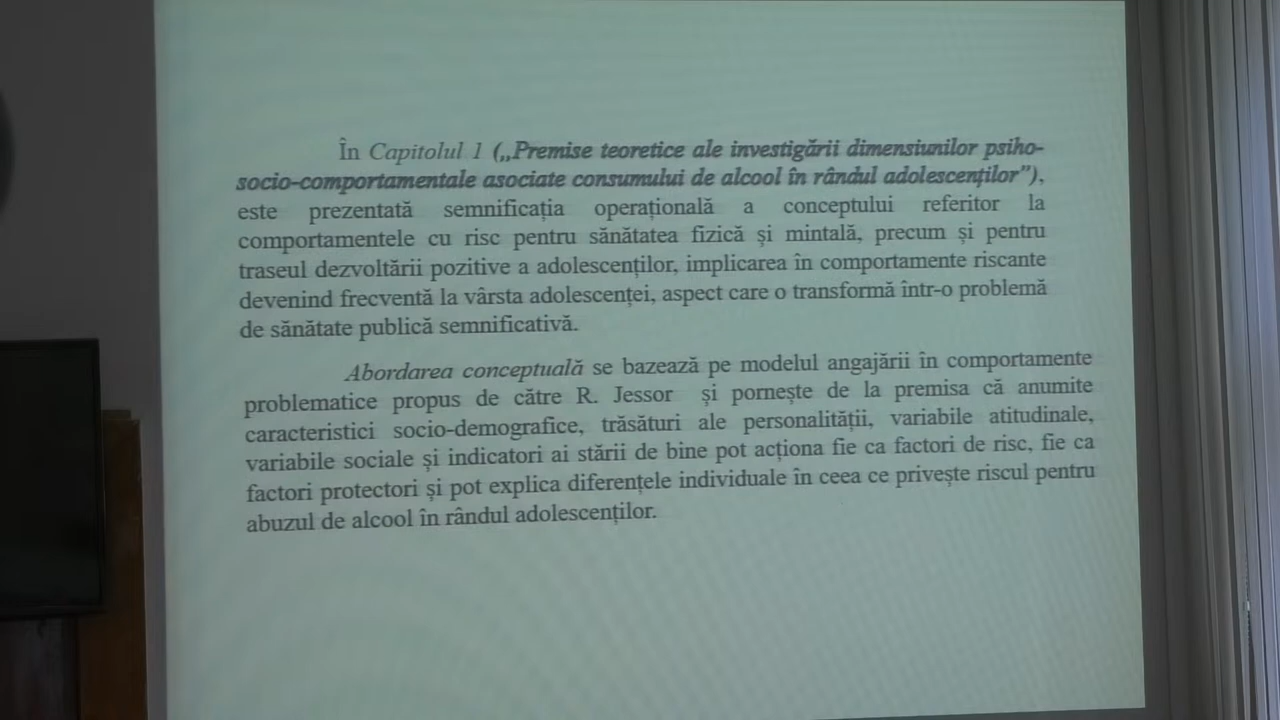 În Capitolul 1 („Premise teoretice ale investigării dimensiunilor psiho-
socio-comportamentale asociate consumului de alcool în rândul adolescenților”),
este prezentată semnificația operațională a conceptului referitor la
comportamentele cu risc pentru sănătatea fizică și mintală, precum și pentru
traseul dezvoltării pozitive a adolescenților, implicarea în comportamente riscante
devenind frecventă la vârsta adolescenței, aspect care o transformă într-o problemă
de sănătate publică semnificativă.
Abordarea conceptuală se bazează pe modelul angajării în comportamente
problematice propus de către R. Jessor și pornește de la premisa că anumite
caracteristici socio-demografice, trăsături ale personalității, variabile atitudinale,
variabile sociale și indicatori ai stării de bine pot acționa fie ca factori de risc, fie ca
factori protectori și pot explica diferențele individuale în ceea ce privește riscul pentru
abuzul de alcool în rândul adolescenților.